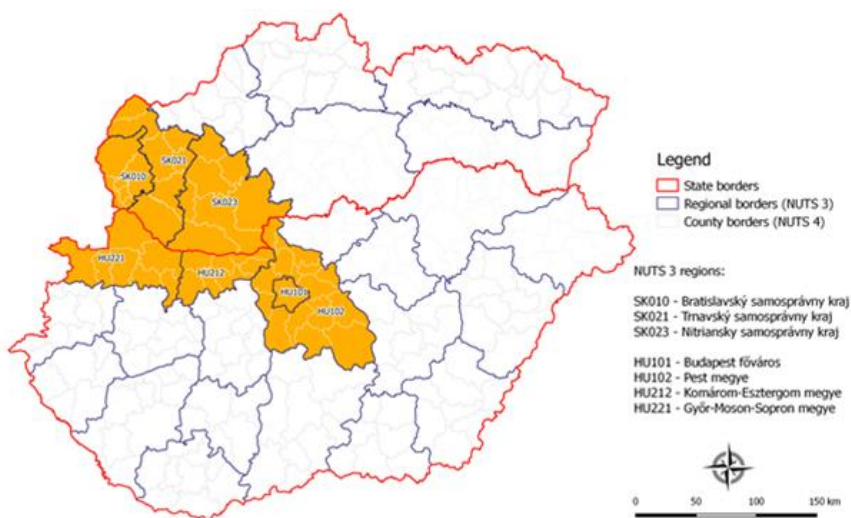 SK021
SK010
SK023
HU221
HU212
HU101
HU102
Legend
State borders
Regional borders (NUTS 3)
County borders (NUTS 4)
NUTS 3 regions:
SK010 - Bratislavský samosprávny kraj
SK021 - Trnavský samosprávny kraj
SK023 - Nitriansky samosprávny kraj
HU101 - Budapest főváros
HU102 - Pest megye
HU212 - Komárom-Esztergom megye
HU221 - Győr-Moson-Sopron megye
0 50 100 150 km